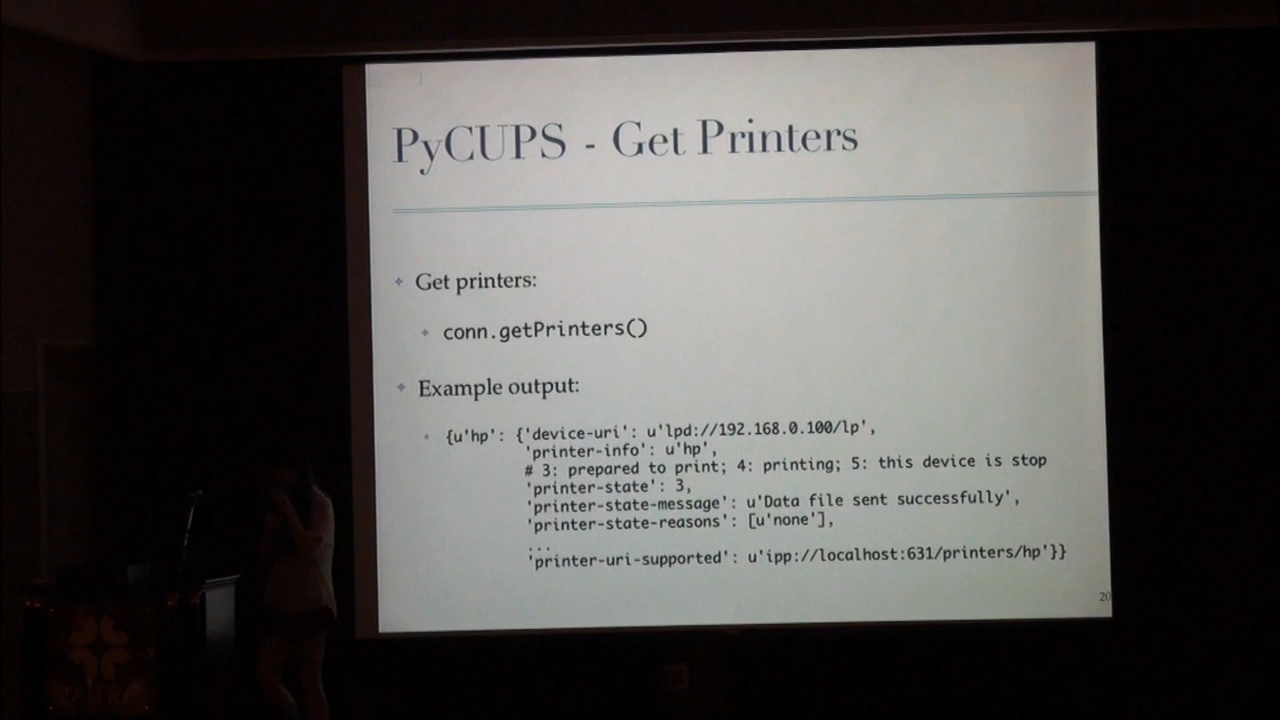 PyCUPS - Get Printers
Get printers:
conn.getPrinters()
Example output:
{u'hp': {'device-uri': u'lpd://192.168.0.100/lp',
'printer-info': u'hp',
# 3: prepared to print; 4: printing; 5: this device is stop
'printer-state': 3,
'printer-state-message': u'Data file sent successfully',
'printer-state-reasons': [u'none'],
...
'printer-uri-supported': u'ipp://localhost:631/printers/hp'}}
20